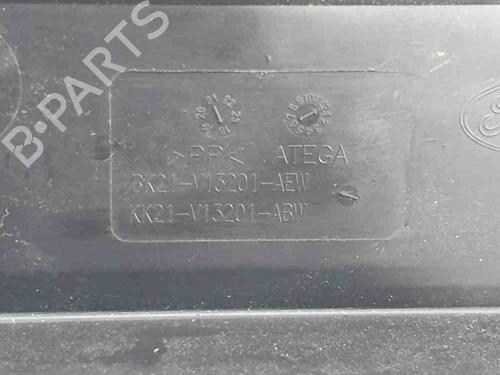 >PP< ATEGA
BK21-V13201-AEW
KK21-V13201-ABW
B-PARTS